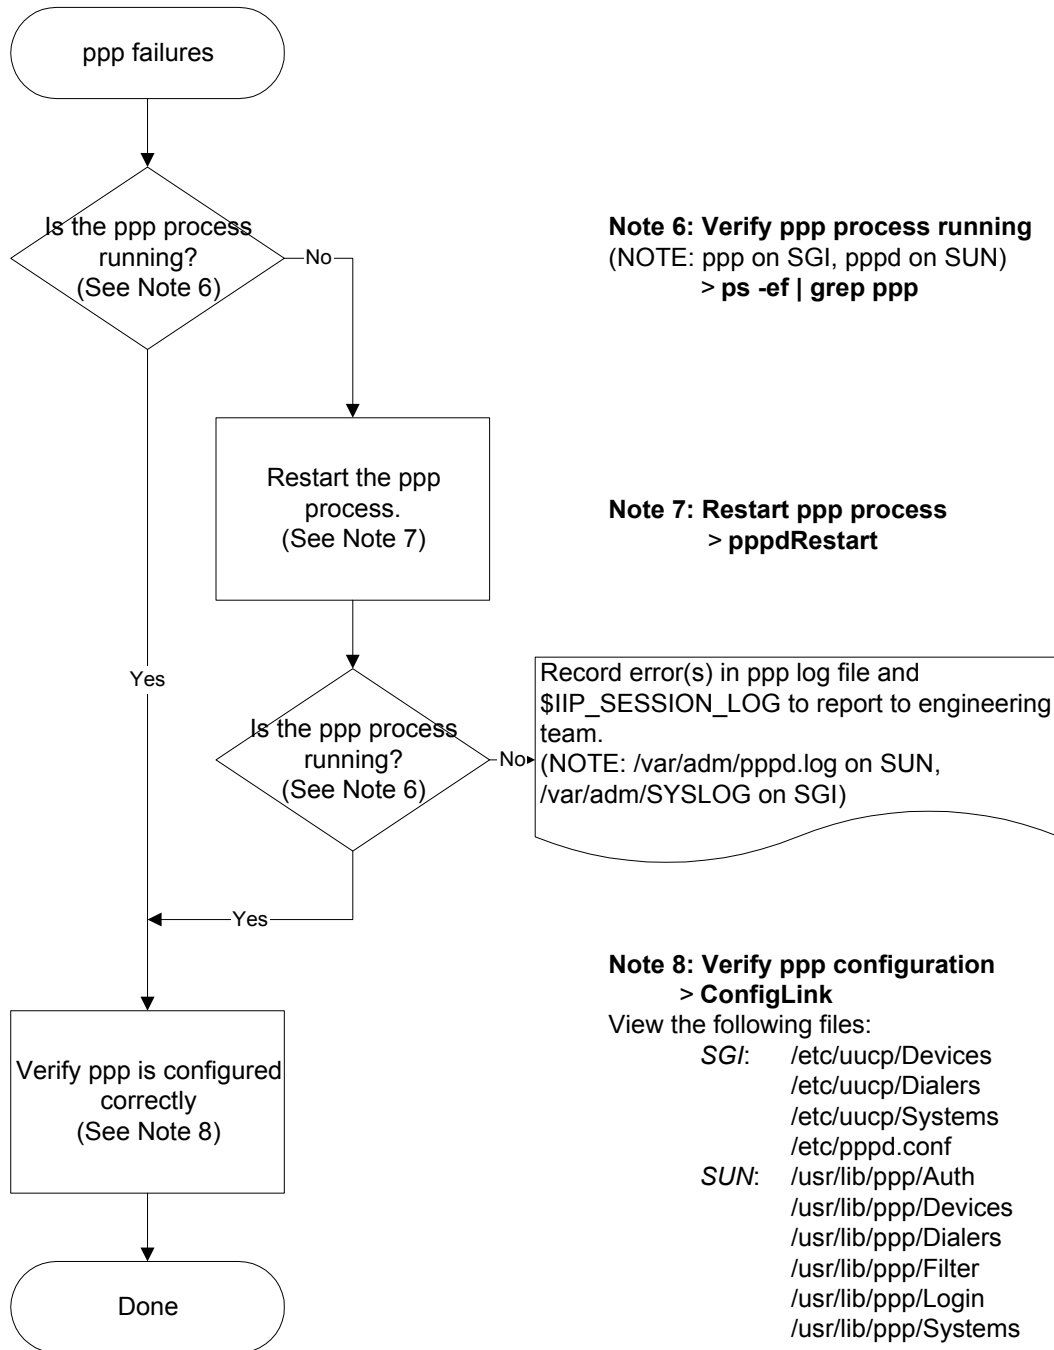 ppp failures
Is the ppp process
running?
(See Note 6)
No
Note 6: Verify ppp process running
(NOTE: ppp on SGI, pppd on SUN)
> ps -ef | grep ppp
Restart the ppp
process.
(See Note 7)
Note 7: Restart ppp process
> pppdRestart
Yes
Is the ppp process
running?
(See Note 6)
No
Record error(s) in ppp log file and
$IIP_SESSION_LOG to report to engineering
team.
(NOTE: /var/adm/pppd.log on SUN,
/var/adm/SYSLOG on SGI)
Yes
Note 8: Verify ppp configuration
> ConfigLink
View the following files:
SGI: /etc/uucp/Devices
/etc/uucp/Dialers
/etc/uucp/Systems
/etc/pppd.conf
SUN: /usr/lib/ppp/Auth
/usr/lib/ppp/Devices
/usr/lib/ppp/Dialers
/usr/lib/ppp/Filter
/usr/lib/ppp/Login
/usr/lib/ppp/Systems
Verify ppp is configured
correctly
(See Note 8)
Done